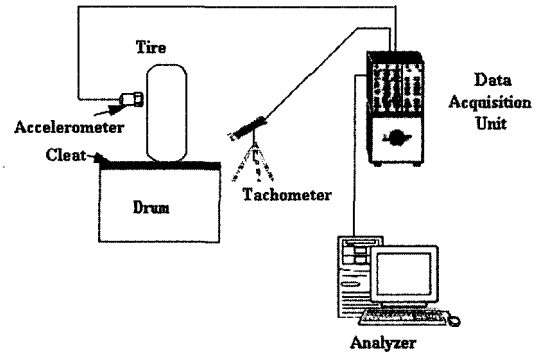 Tire
Data
Acquisition
Unit
Accelerometer
Cleat
Tachometer
Drum
Analyzer